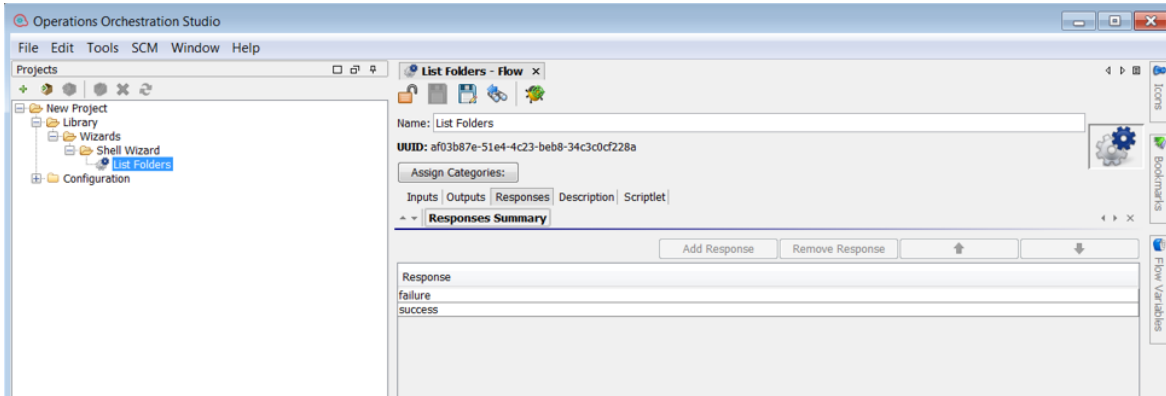 Operations Orchestration Studio
File Edit Tools SCM Window Help
Projects
New Project
Library
Wizards
Shell Wizard
List Folders
Configuration
List Folders - Flow
Name: List Folders
UUID: af03b87e-51e4-4c23-beb8-34c3c0cf228a
Assign Categories:
Inputs Outputs Responses Description Scriptlet
Responses Summary
Add Response Remove Response
Response
failure
success
Icons
Bookmarks
Flow Variables